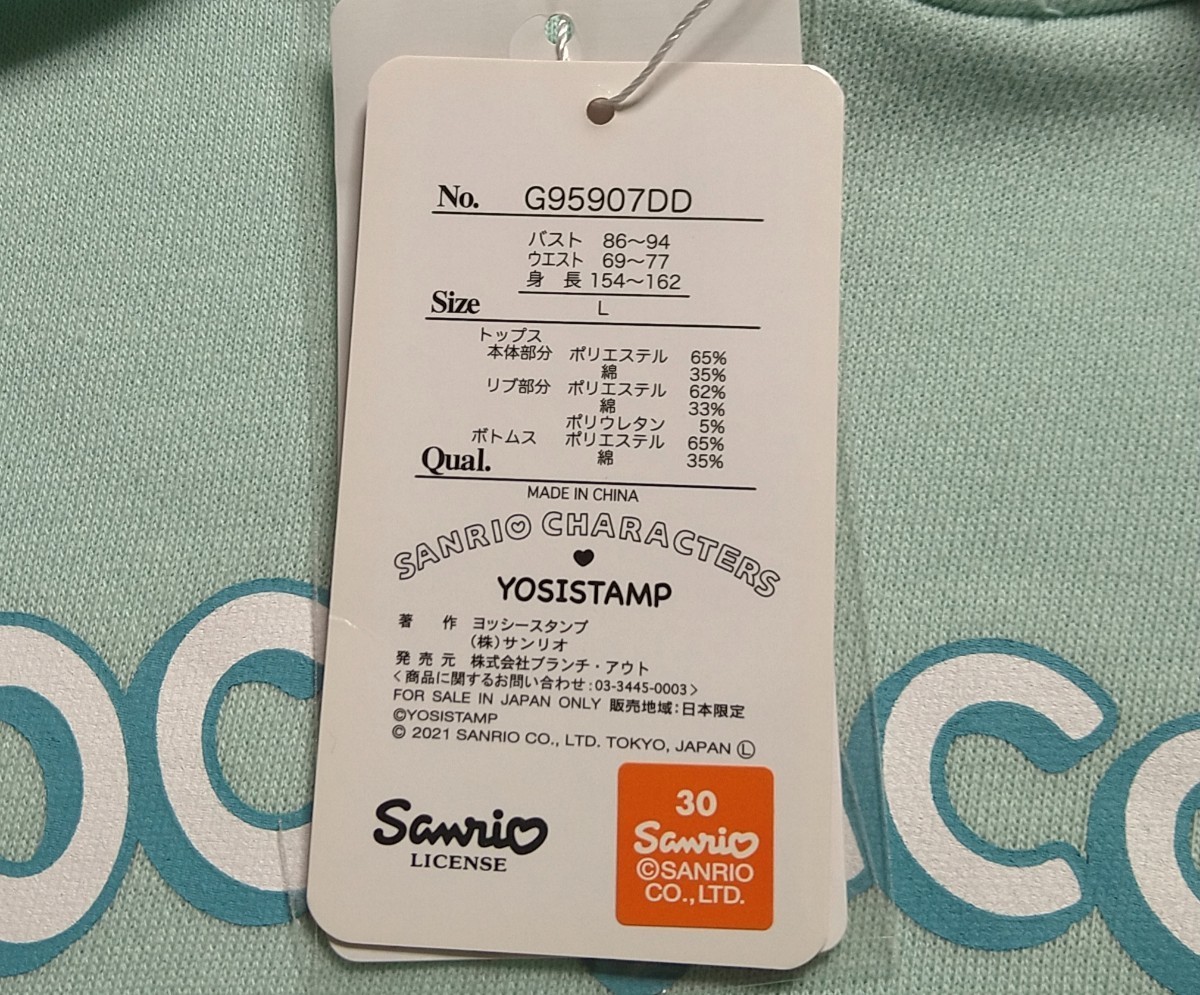 No. G95907DD
バスト 86～94
ウエスト 69～77
身 長 154～162
Size L
トップス
本体部分 ポリエステル 65%
綿 35%
リブ部分 ポリエステル 62%
綿 33%
ポリウレタン 5%
ボトムス ポリエステル 65%
綿 35%
Qual.
MADE IN CHINA
SANRIO CHARACTERS
YOSISTAMP
著 作 ヨッシースタンプ
(株)サンリオ
発 売 元 株式会社ブランチ・アウト
<商品に関するお問い合わせ:03-3445-0003>
FOR SALE IN JAPAN ONLY 販売地域:日本限定
©YOSISTAMP
© 2021 SANRIO CO., LTD. TOKYO, JAPAN Ⓛ
Sanrio
LICENSE
30
Sanrio
©SANRIO
CO.,LTD.